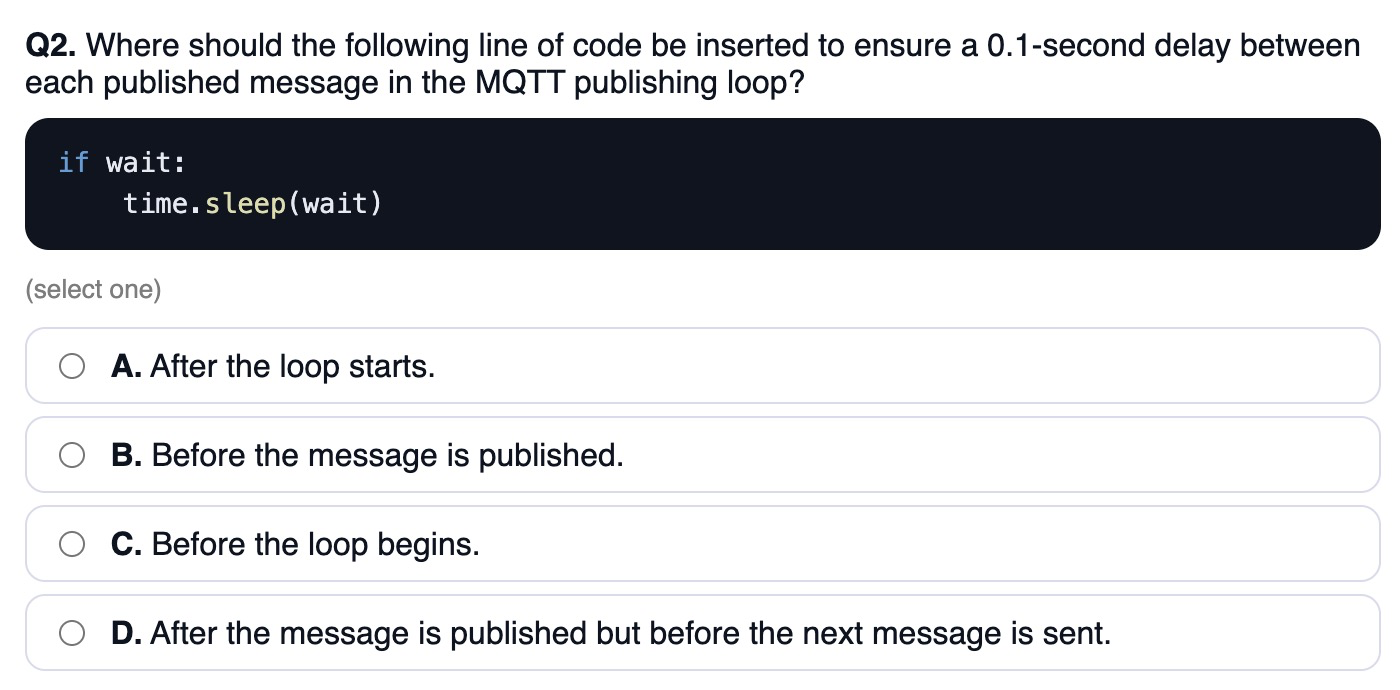 Q2. Where should the following line of code be inserted to ensure a 0.1-second delay between
each published message in the MQTT publishing loop?
if wait:
    time.sleep(wait)
(select one)
A. After the loop starts.
B. Before the message is published.
C. Before the loop begins.
D. After the message is published but before the next message is sent.